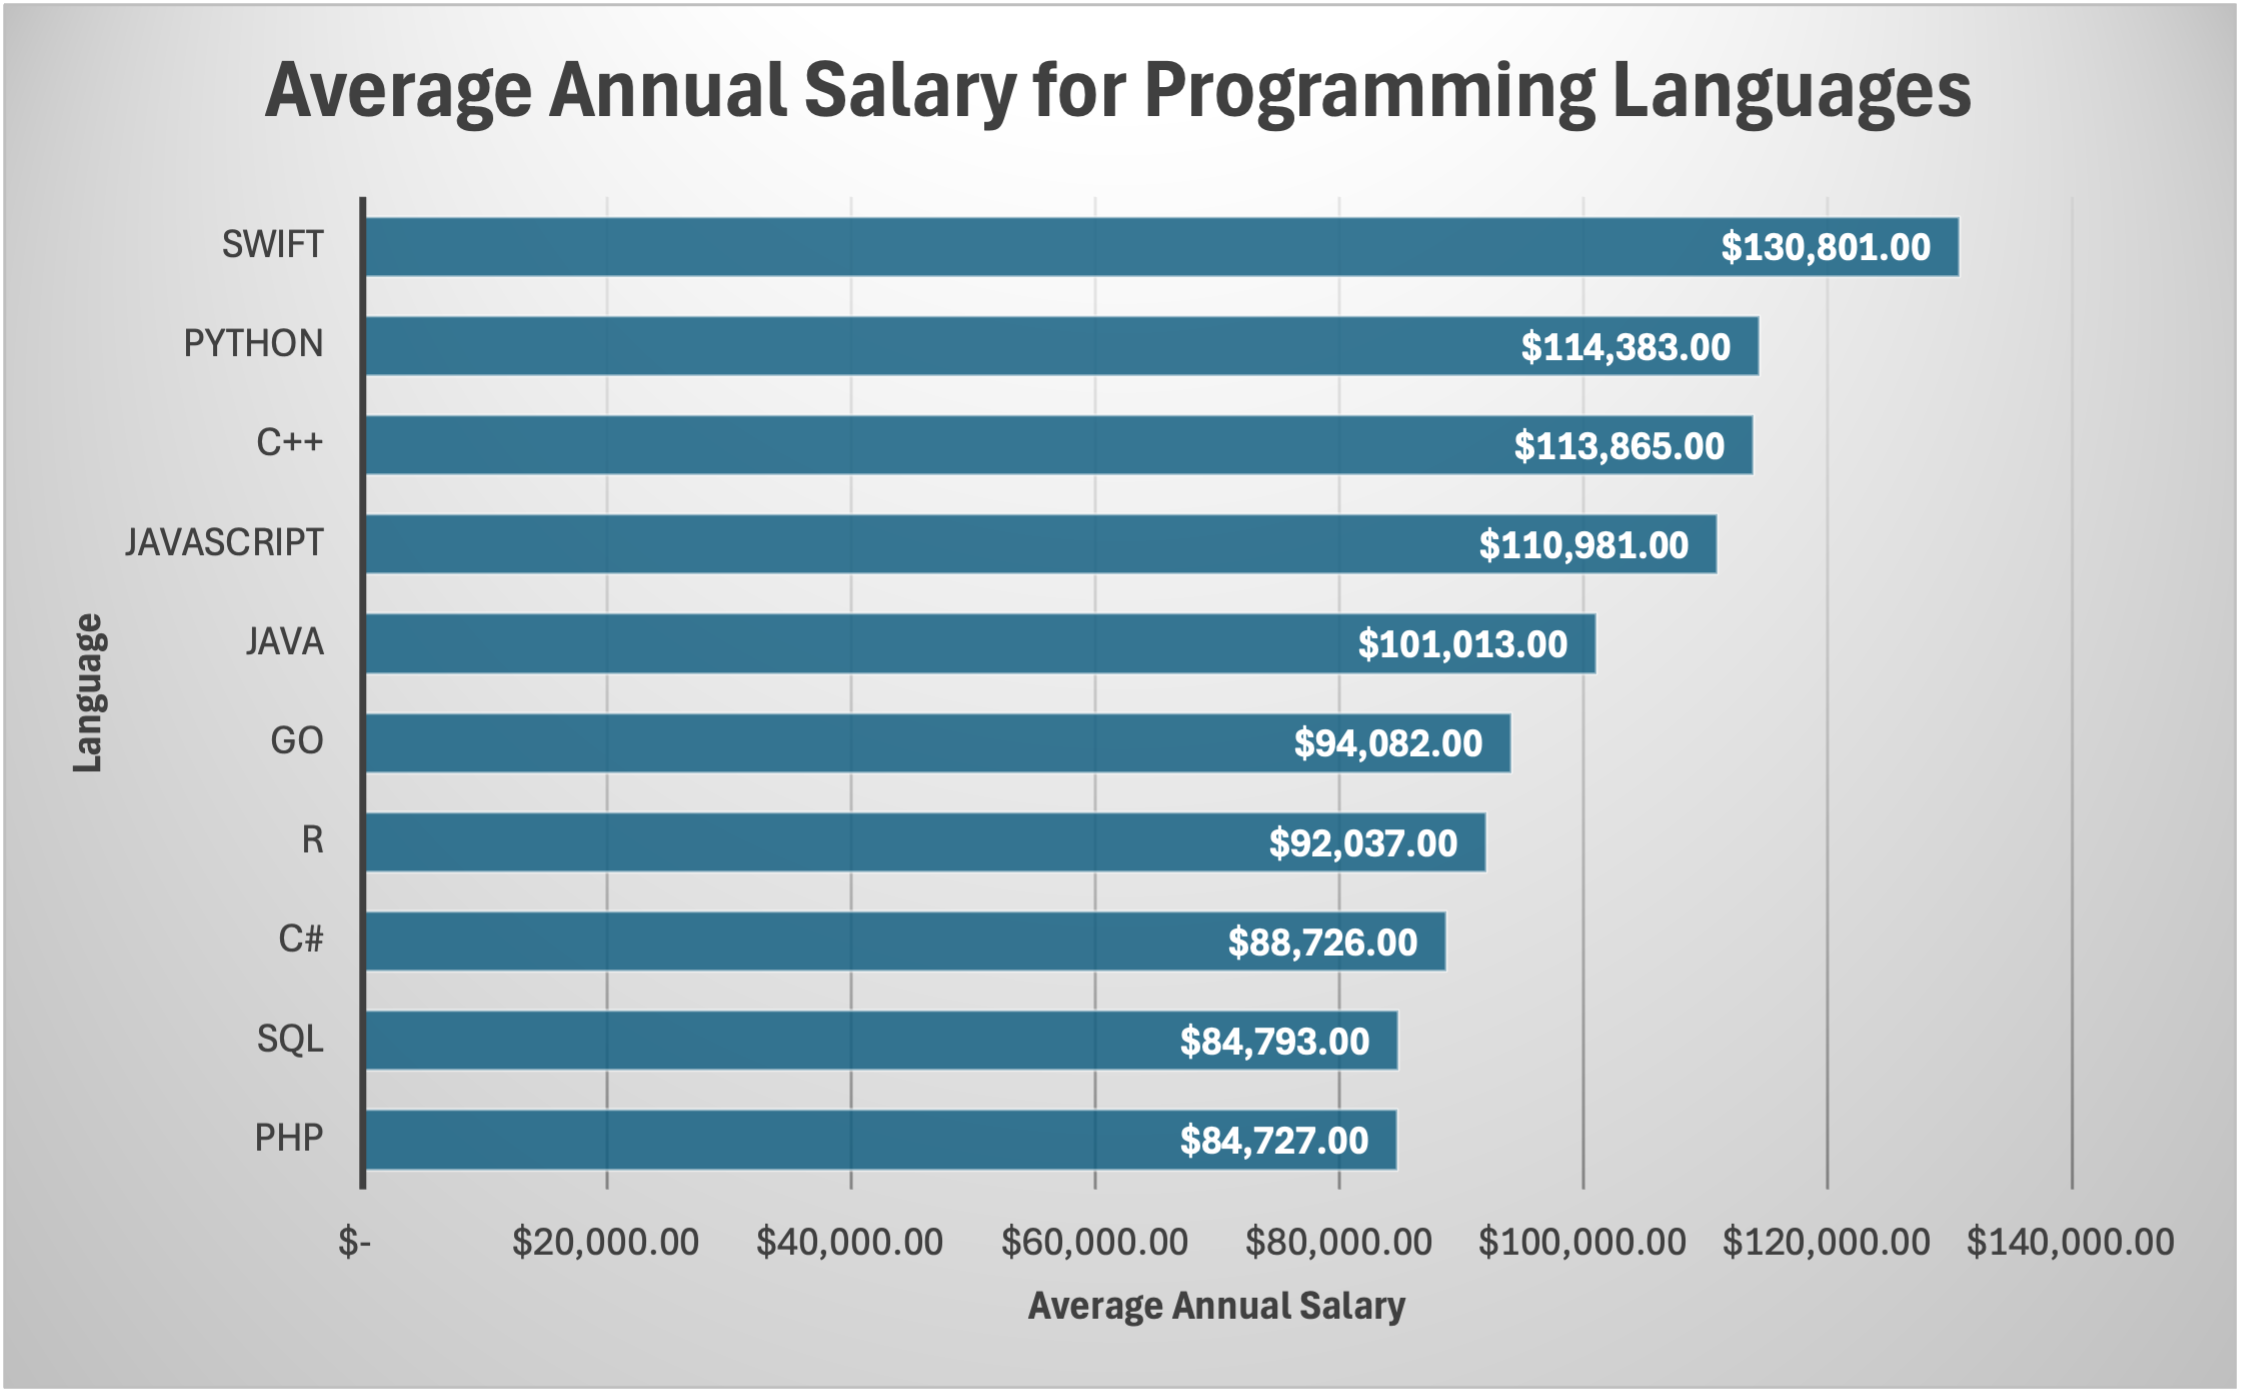 Average Annual Salary for Programming Languages
SWIFT $130,801.00
PYTHON $114,383.00
C++ $113,865.00
JAVASCRIPT $110,981.00
JAVA $101,013.00
GO $94,082.00
R $92,037.00
C# $88,726.00
SQL $84,793.00
PHP $84,727.00
Language
$- $20,000.00 $40,000.00 $60,000.00 $80,000.00 $100,000.00 $120,000.00 $140,000.00
Average Annual Salary